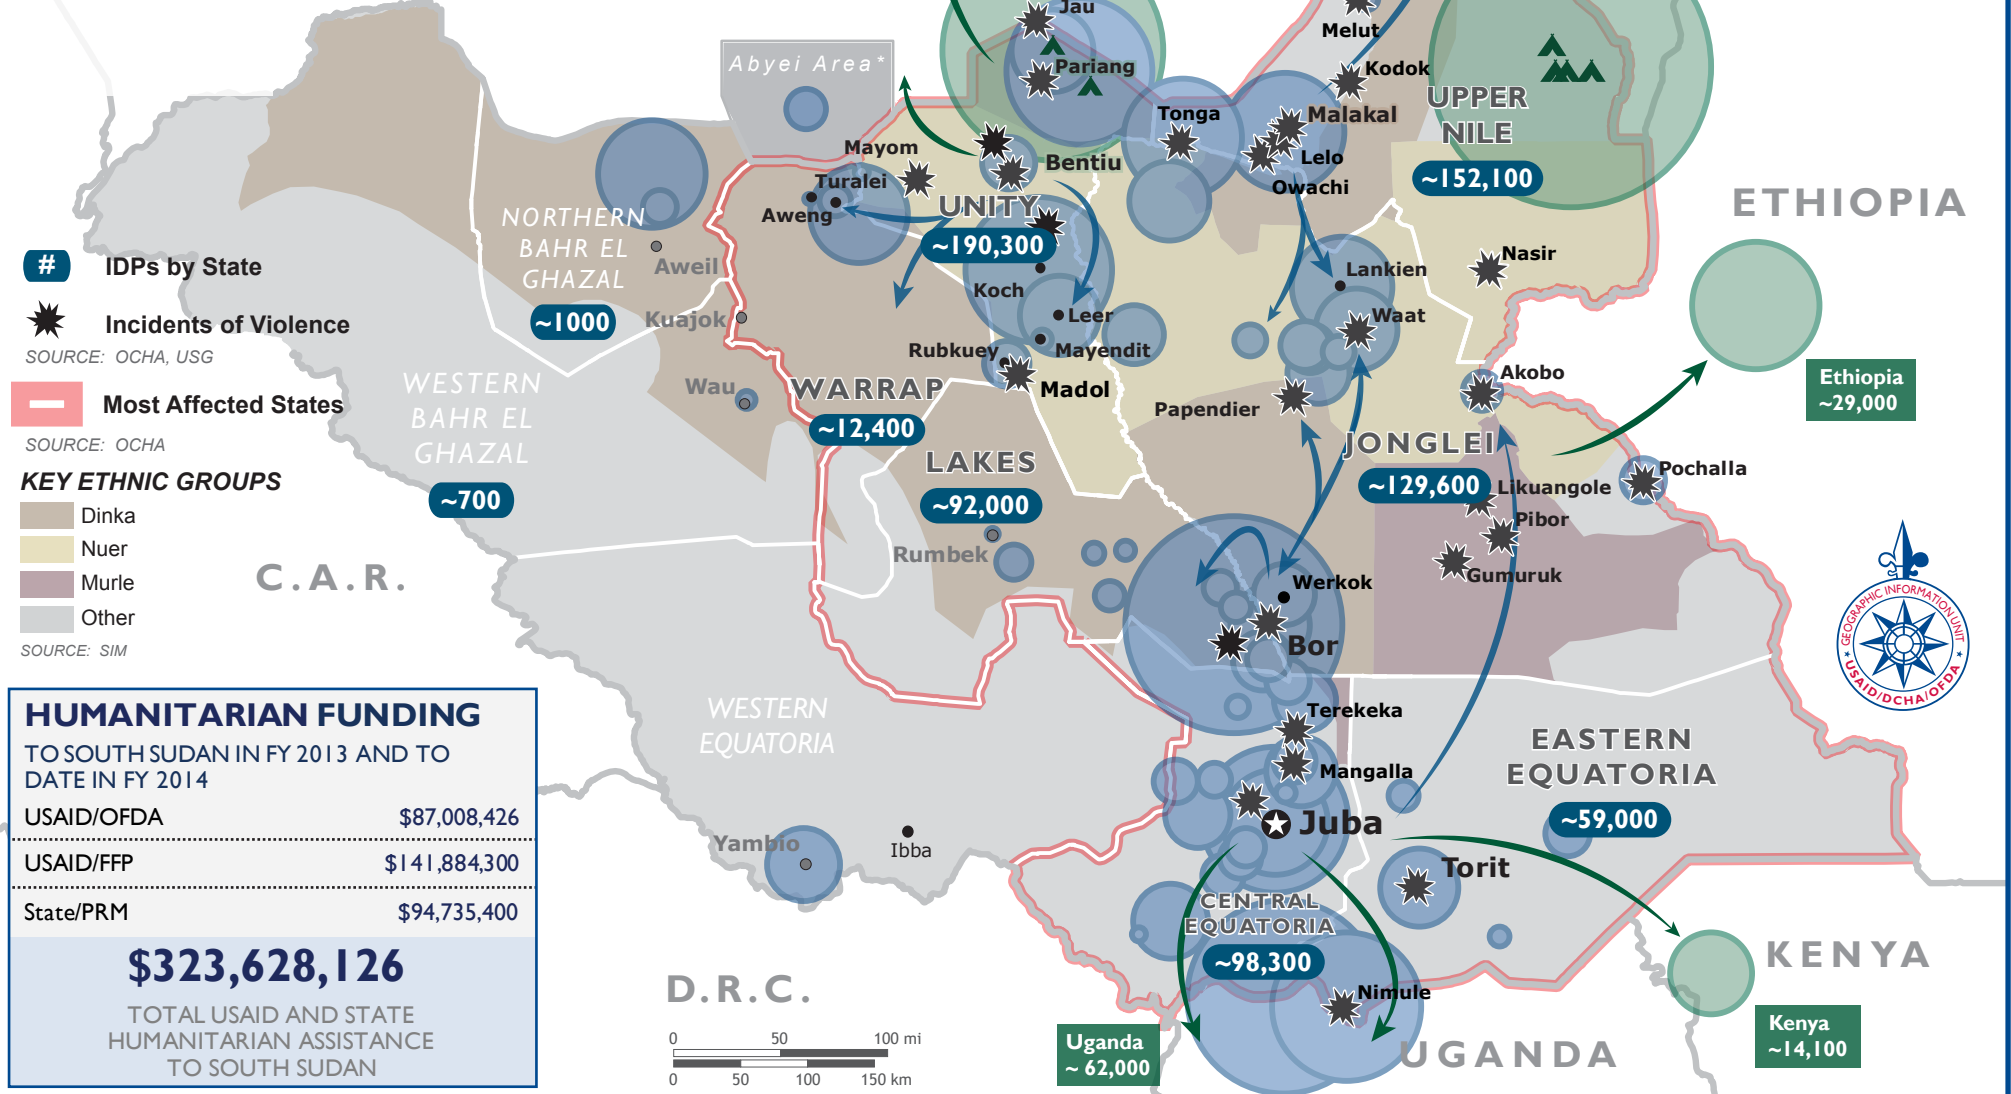 Jau
Melut
Abyei Area*
Pariang
Kodok
UPPER
NILE
Tonga
Malakal
Mayom
Lelo
Bentiu
~152,100
Owachi
Turalei
Aweng
UNITY
ETHIOPIA
NORTHERN
BAHR EL
GHAZAL
~190,300
Aweil
Nasir
Lankien
# IDPs by State
Koch
Incidents of Violence
SOURCE: OCHA, USG
~1000
Kuajok
Leer
Waat
Rubkuey
Mayendit
Akobo
Ethiopia
~29,000
WESTERN
BAHR EL
GHAZAL
Wau
WARRAP
Madol
Papendier
Most Affected States
SOURCE: OCHA
~12,400
JONGLEI
LAKES
~129,600
Pochalla
Likuangole
~700
~92,000
Pibor
KEY ETHNIC GROUPS
Dinka
Nuer
Murle
Other
SOURCE: SIM
Rumbek
C.A.R.
Werkok
Gumuruk
GEOGRAPHIC INFORMATION UNIT
USAID/DCHA/OFDA
Bor
WESTERN
EQUATORIA
Terekeka
EASTERN
EQUATORIA
Mangalla
~59,000
Juba
Yambio
Ibba
Torit
CENTRAL
EQUATORIA
~98,300
KENYA
Nimule
D.R.C.
Uganda
~ 62,000
UGANDA
Kenya
~14,100
0 50 100 mi
0 50 100 150 km
HUMANITARIAN FUNDING
TO SOUTH SUDAN IN FY 2013 AND TO
DATE IN FY 2014
USAID/OFDA $87,008,426
USAID/FFP $141,884,300
State/PRM $94,735,400
$323,628,126
TOTAL USAID AND STATE
HUMANITARIAN ASSISTANCE
TO SOUTH SUDAN